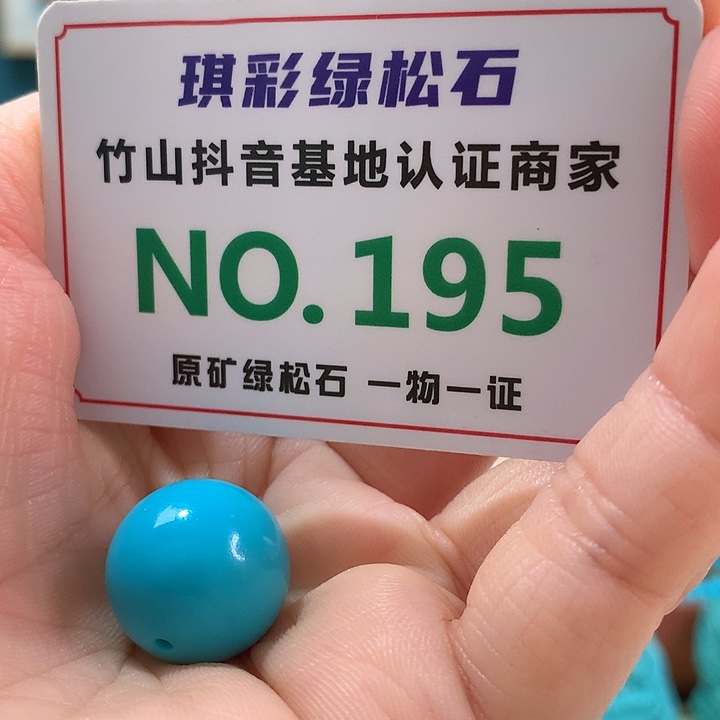 琪彩绿松石
竹山抖音基地认证商家
NO.195
原矿绿松石 一物一证